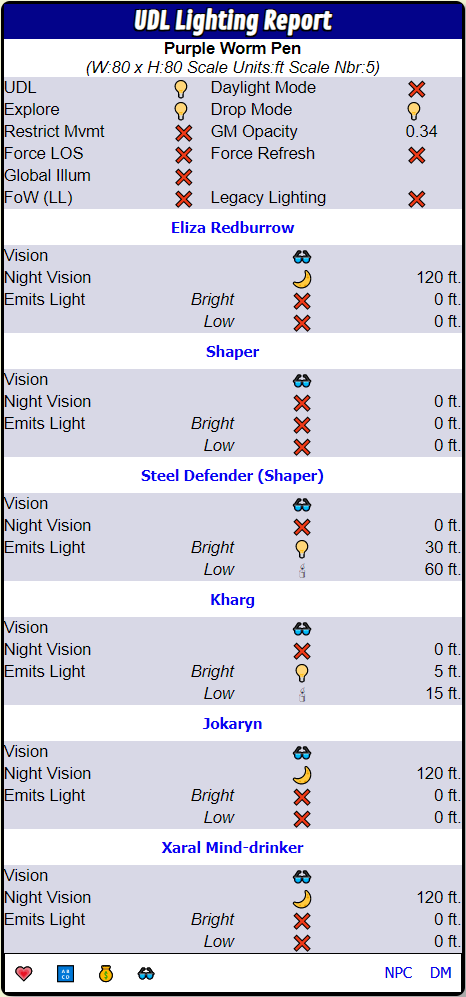 UDL Lighting Report
Purple Worm Pen
(W:80 x H:80 Scale Units:ft Scale Nbr:5)
UDL Daylight Mode
Explore Drop Mode
Restrict Mvmt GM Opacity 0.34
Force LOS Force Refresh
Global Illum
FoW (LL) Legacy Lighting
Eliza Redburrow
Vision
Night Vision 120 ft.
Emits Light Bright 0 ft.
Low 0 ft.
Shaper
Vision
Night Vision 0 ft.
Emits Light Bright 0 ft.
Low 0 ft.
Steel Defender (Shaper)
Vision
Night Vision 0 ft.
Emits Light Bright 30 ft.
Low 60 ft.
Kharg
Vision
Night Vision 0 ft.
Emits Light Bright 5 ft.
Low 15 ft.
Jokaryn
Vision
Night Vision 120 ft.
Emits Light Bright 0 ft.
Low 0 ft.
Xaral Mind-drinker
Vision
Night Vision 120 ft.
Emits Light Bright 0 ft.
Low 0 ft.
NPC DM